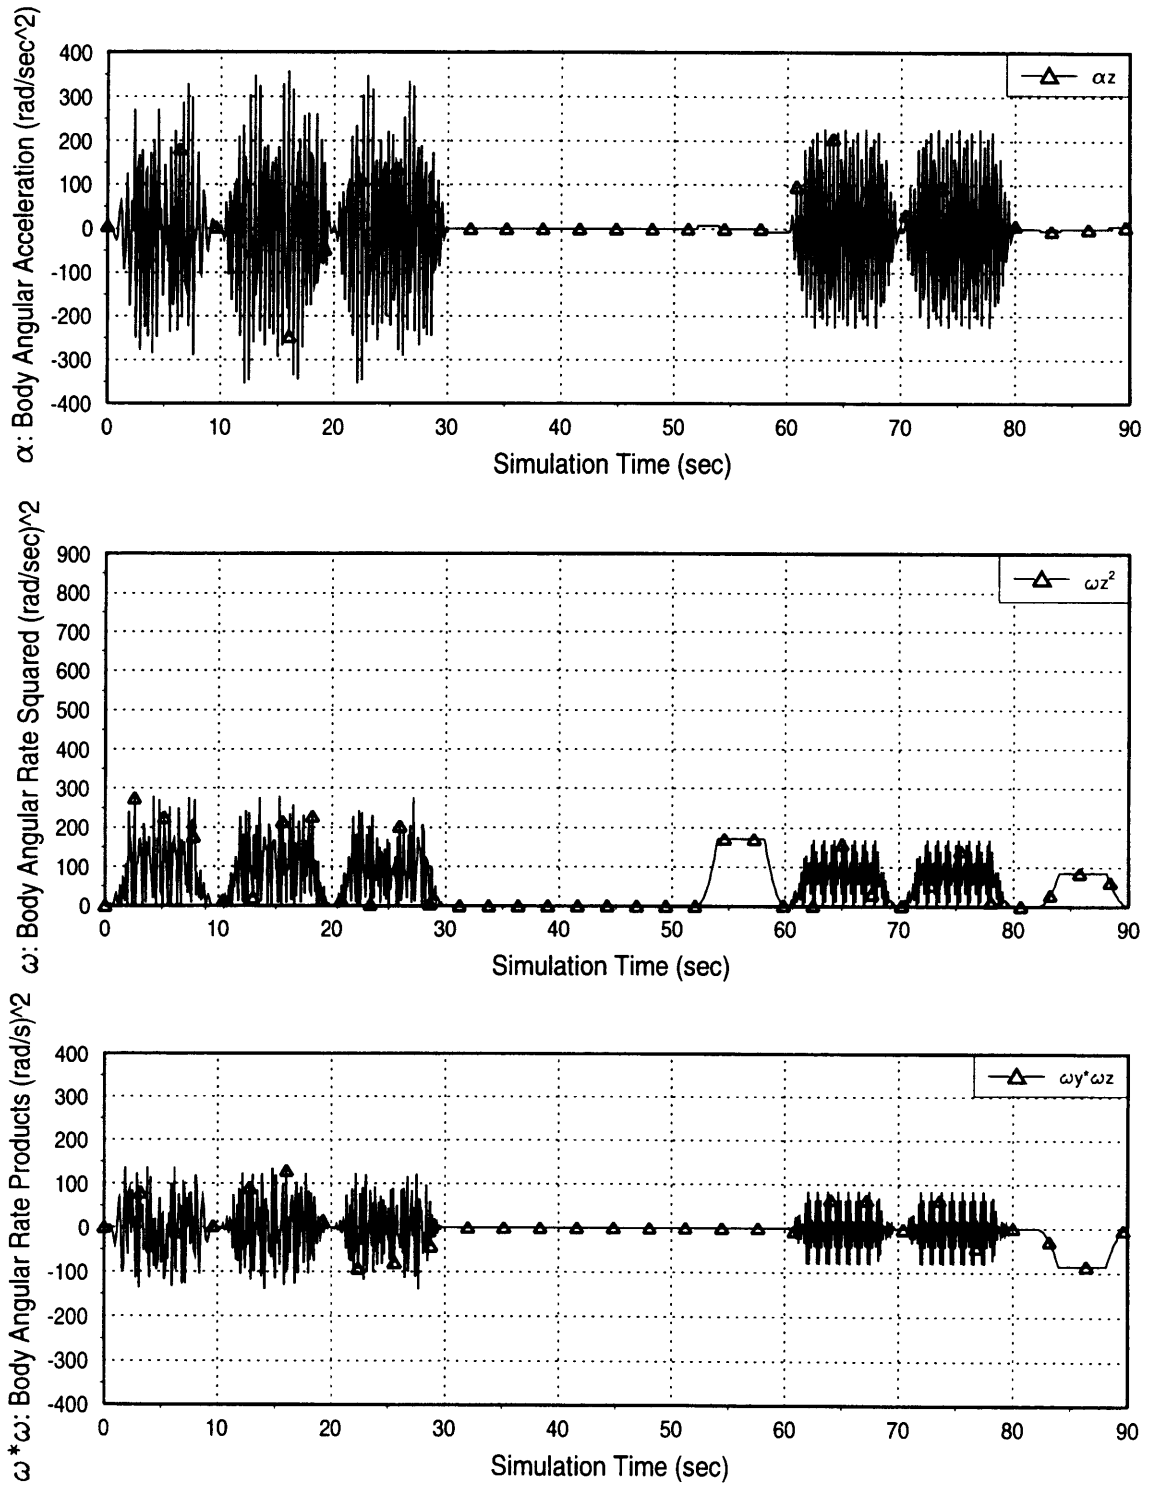 α: Body Angular Acceleration (rad/sec^2)
400
300
200
100
0
-100
-200
-300
-400
αz
0 10 20 30 40 50 60 70 80 90
Simulation Time (sec)
ω: Body Angular Rate Squared (rad/sec)^2
900
800
700
600
500
400
300
200
100
0
ωz²
0 10 20 30 40 50 60 70 80 90
Simulation Time (sec)
ω*ω: Body Angular Rate Products (rad/s)^2
400
300
200
100
0
-100
-200
-300
-400
ωy*ωz
0 10 20 30 40 50 60 70 80 90
Simulation Time (sec)